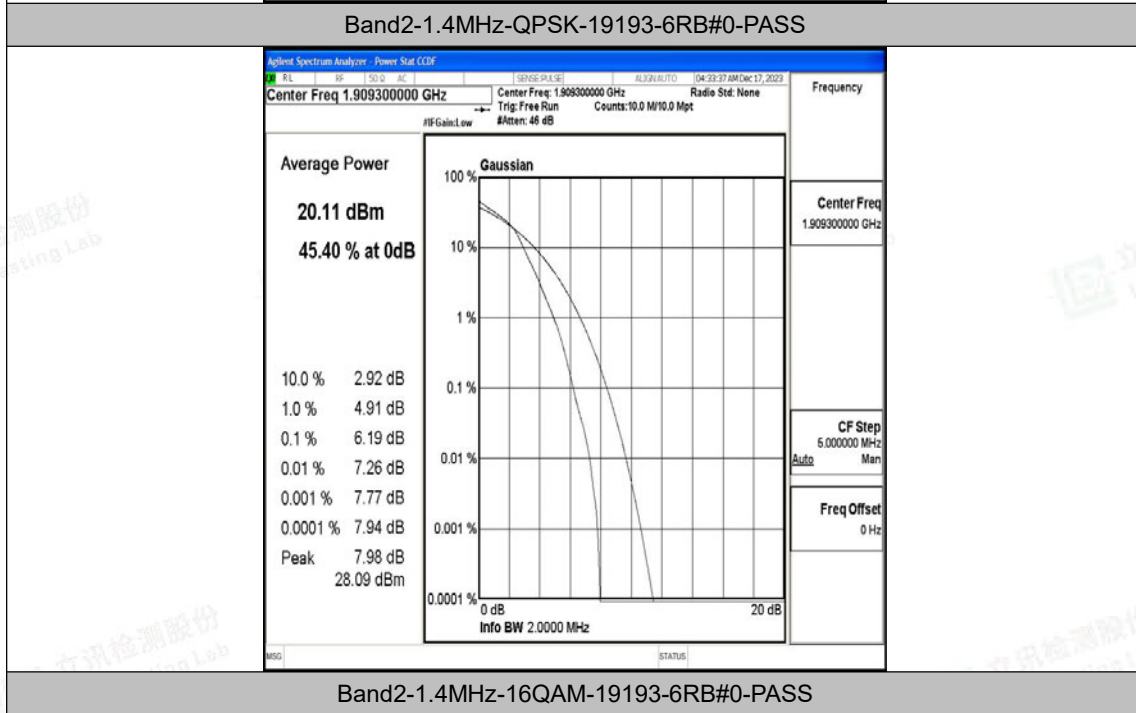 Band2-1.4MHz-QPSK-19193-6RB#0-PASS
Agilent Spectrum Analyzer - Power Stat CCDF
RL RF 50 Ω AC SENSE:PULSE ALIGN AUTO 04:33:37 AM Dec 17, 2023
Center Freq 1.909300000 GHz
Center Freq: 1.909300000 GHz Radio Std: None
Trig: Free Run Counts:10.0 M/10.0 Mpt
#IFGain:Low #Atten: 46 dB
Frequency
Center Freq
1.909300000 GHz
CF Step
5.000000 MHz
Auto Man
Freq Offset
0 Hz
Average Power
20.11 dBm
45.40 % at 0dB
10.0 % 2.92 dB
1.0 % 4.91 dB
0.1 % 6.19 dB
0.01 % 7.26 dB
0.001 % 7.77 dB
0.0001 % 7.94 dB
Peak 7.98 dB
28.09 dBm
Gaussian
100 %
10 %
1 %
0.1 %
0.01 %
0.001 %
0.0001 %
0 dB 20 dB
Info BW 2.0000 MHz
MSG STATUS
Band2-1.4MHz-16QAM-19193-6RB#0-PASS